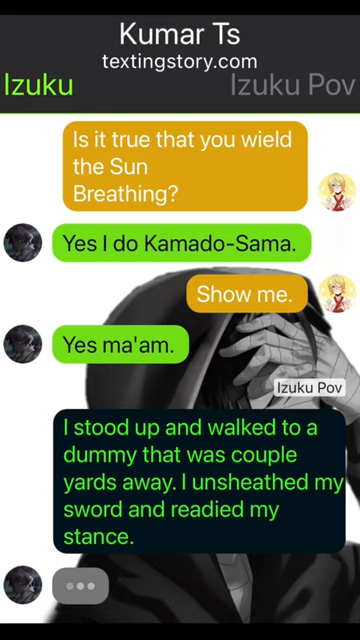 Kumar Ts
textingstory.com
Izuku
Izuku Pov
Is it true that you wield
the Sun
Breathing?
Yes I do Kamado-Sama.
Show me.
Yes ma'am.
Izuku Pov
I stood up and walked to a
dummy that was couple
yards away. I unsheathed my
sword and readied my
stance.